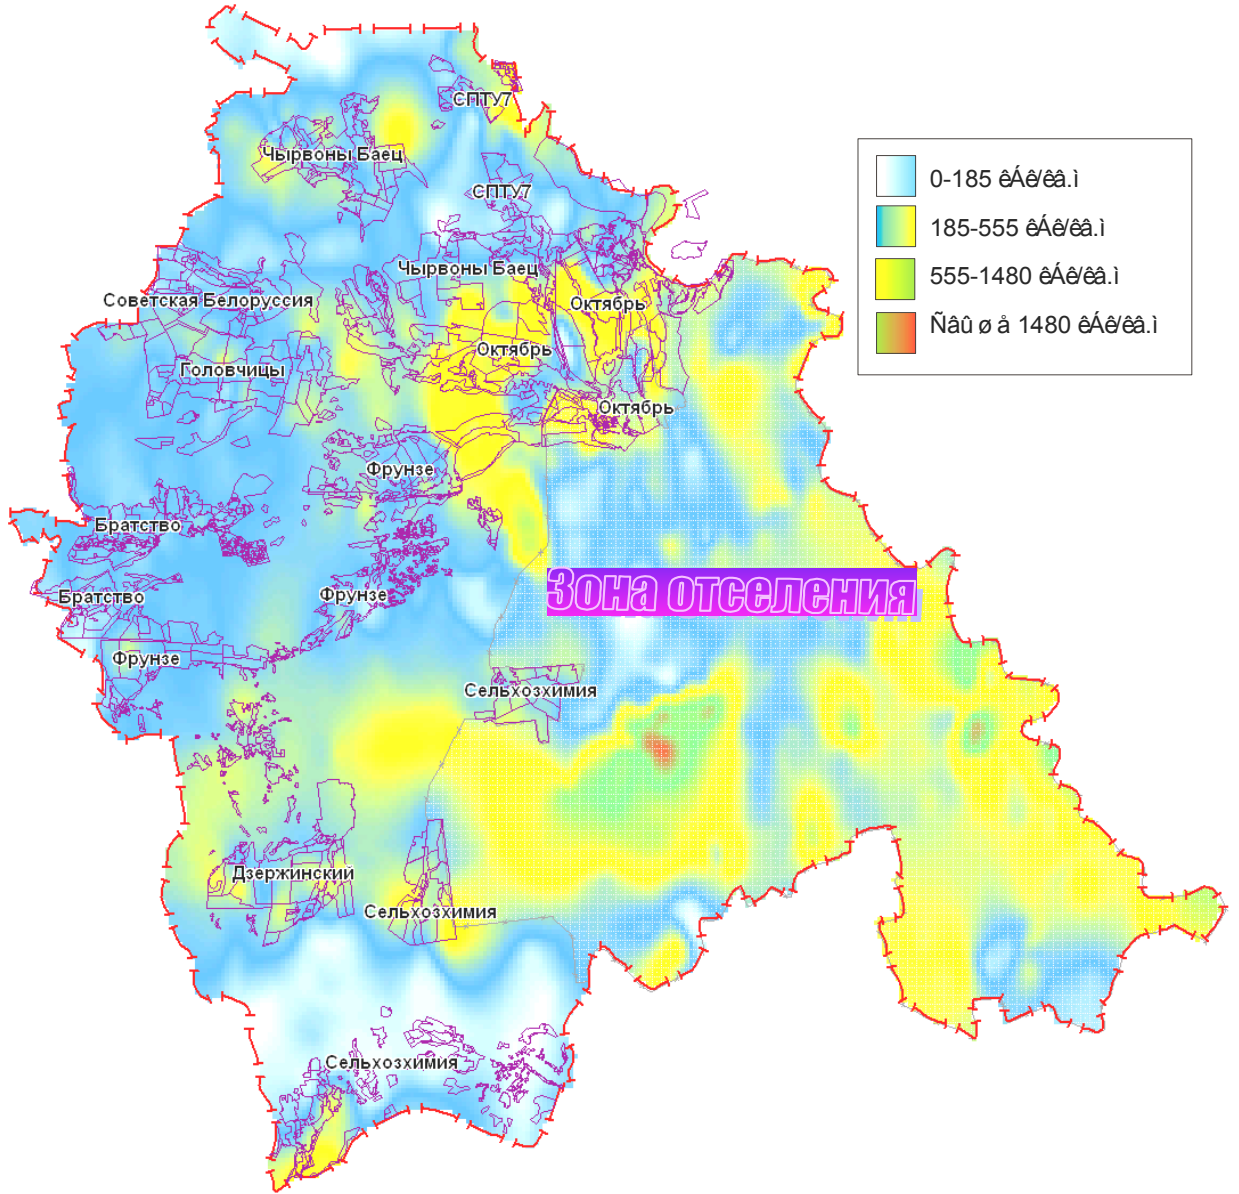 СПТУ7
Чырвоны Баец
СПТУ7
0-185 êÁê/êâ.ì
185-555 êÁê/êâ.ì
555-1480 êÁê/êâ.ì
Ñâûøå 1480 êÁê/êâ.ì
Чырвоны Баец
Советская Белоруссия
Октябрь
Октябрь
Головчицы
Октябрь
Фрунзе
Братство
Зона отселения
Братство
Фрунзе
Фрунзе
Сельхозхимия
Дзержинский
Сельхозхимия
Сельхозхимия